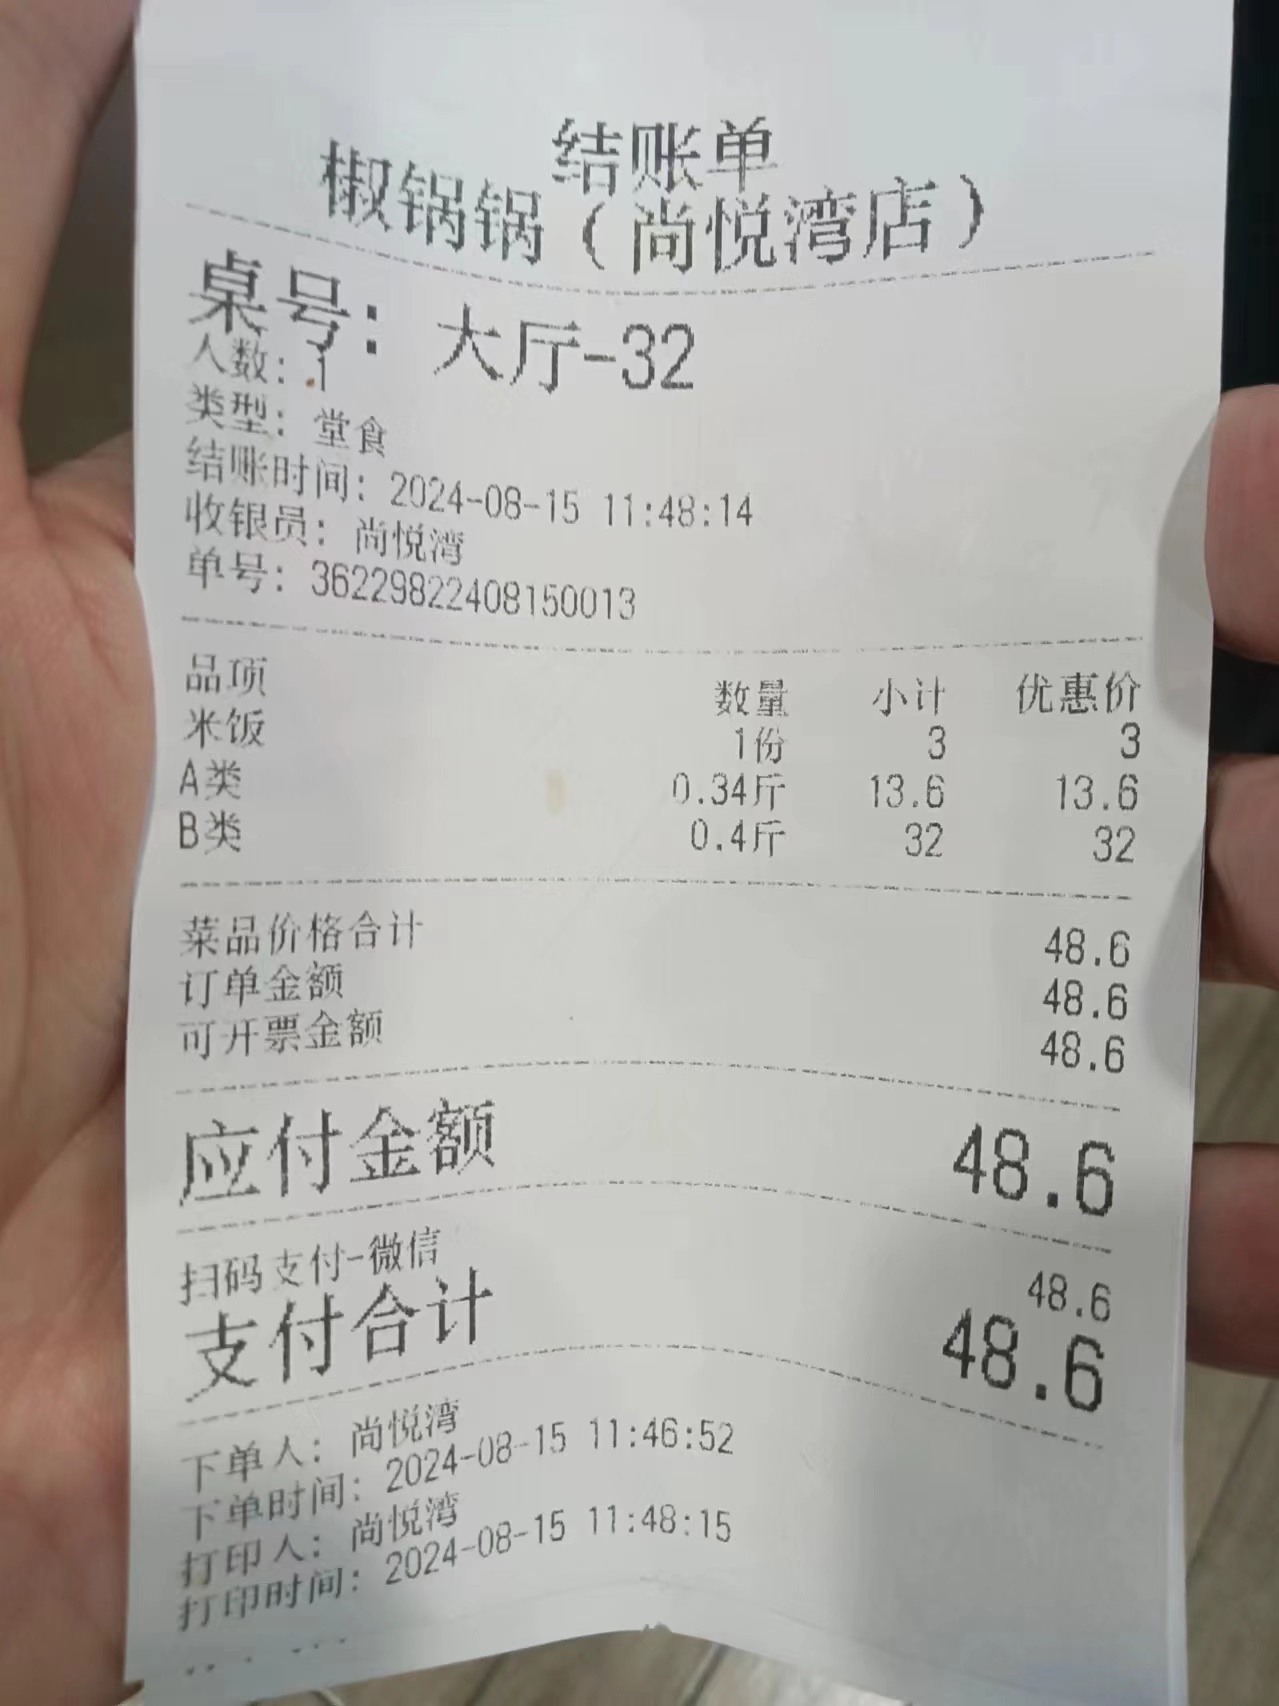 结账单
椒锅锅（尚悦湾店）
桌号：大厅-32
人数：1
类型：堂食
结账时间：2024-08-15 11:48:14
收银员：尚悦湾
单号：36229822408150013
品项 数量 小计 优惠价
米饭 1份 3 3
A类 0.34斤 13.6 13.6
B类 0.4斤 32 32
菜品价格合计 48.6
订单金额 48.6
可开票金额 48.6
应付金额 48.6
扫码支付-微信 48.6
支付合计 48.6
下单人：尚悦湾
下单时间：2024-08-15 11:46:52
打印人：尚悦湾
打印时间：2024-08-15 11:48:15